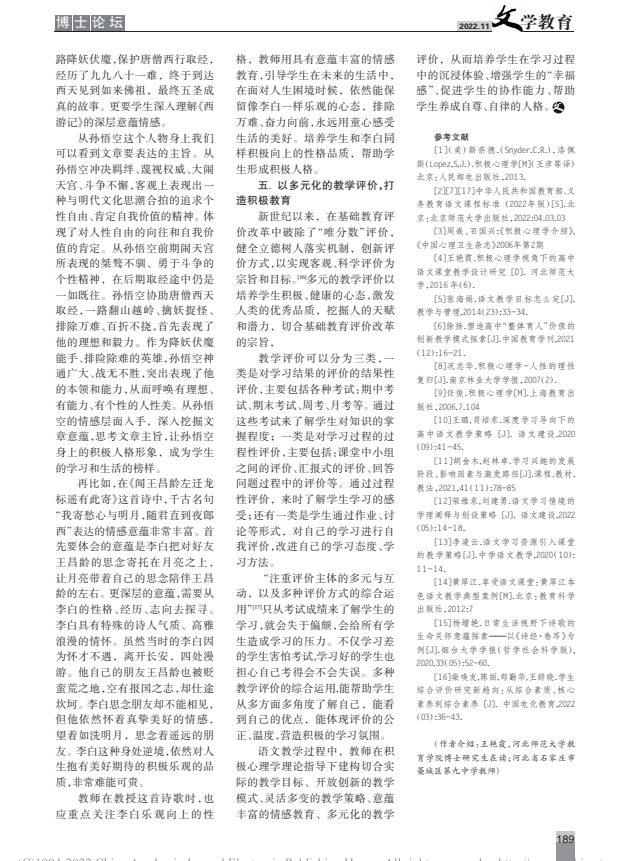 博士论坛
2022.11 文学教育
路降妖伏魔,保护唐僧西行取经,
经历了九九八十一难，终于到达
西天见到如来佛祖，最终五圣成
真的故事。更要学生深入理解《西
游记》的深层意蕴情感。
从孙悟空这个人物身上我们
可以看到文章要表达的主旨。从
孙悟空冲决羁绊、蔑视权威、大闹
天宫、斗争不懈,客观上表现出一
种与明代文化思潮合拍的追求个
性自由、肯定自我价值的精神。体
现了对人性自由的向往和自我价
值的肯定。从孙悟空前期闹天宫
所表现的桀骜不驯、勇于斗争的
个性精神，在后期取经途中仍是
一如既往。孙悟空协助唐僧西天
取经,一路翻山越岭、擒妖捉怪、
排除万难、百折不挠,首先表现了
他的理想和毅力。作为降妖伏魔
能手、排险除难的英雄,孙悟空神
通广大、战无不胜,突出表现了他
的本领和能力,从而呼唤有理想、
有能力、有个性的人性美。从孙悟
空的情感层面入手，深入挖掘文
章意蕴,思考文章主旨,让孙悟空
身上的积极人格形象，成为学生
的学习和生活的榜样。
再比如,在《闻王昌龄左迁龙
标遥有此寄》这首诗中,千古名句
“我寄愁心与明月,随君直到夜郎
西”表达的情感意蕴非常丰富。首
先要体会的意蕴是李白把对好友
王昌龄的思念寄托在月亮之上,
让月亮带着自己的思念陪伴王昌
龄的左右。更深层的意蕴,需要从
李白的性格、经历、志向去探寻。
李白具有特殊的诗人气质、高雅
浪漫的情怀。虽然当时的李白因
为怀才不遇，离开长安，四处漫
游。他自己的朋友王昌龄也被贬
蛮荒之地,空有报国之志,却仕途
坎坷。李白思念朋友却不能相见,
但他依然怀着真挚美好的情感,
望着如洗明月，思念着遥远的朋
友。李白这种身处逆境,依然对人
生抱有美好期待的积极乐观的品
质,非常难能可贵。
教师在教授这首诗歌时,也
应重点关注李白乐观向上的性
格，教师用具有意蕴丰富的情感
教育,引导学生在未来的生活中,
在面对人生困境时候，依然能保
留像李白一样乐观的心态，排除
万难、奋力向前,永远用童心感受
生活的美好。培养学生和李白同
样积极向上的性格品质，帮助学
生形成积极人格。
五．以多元化的教学评价,打
造积极教育
新世纪以来，在基础教育评
价改革中破除了“唯分数”评价,
健全立德树人落实机制，创新评
价方式,以实现客观、科学评价为
宗旨和目标。[16]多元的教学评价以
培养学生积极、健康的心态,激发
人类的优秀品质，挖掘人的天赋
和潜力，切合基础教育评价改革
的宗旨,
教学评价可以分为三类,一
类是对学习结果的评价的结果性
评价,主要包括各种考试;期中考
试、期末考试、周考、月考等。通过
这些考试来了解学生对知识的掌
握程度；一类是对学习过程的过
程性评价,主要包括;课堂中小组
之间的评价、汇报式的评价、回答
问题过程中的评价等。通过过程
性评价，来时了解学生学习的感
受;还有一类是学生通过作业、讨
论等形式，对自己的学习进行自
我评价,改进自己的学习态度、学
习方法。
“注重评价主体的多元与互
动，以及多种评价方式的综合运
用”[17]只从考试成绩来了解学生的
学习,就会失于偏颇,会给所有学
生造成学习的压力。不仅学习差
的学生害怕考试,学习好的学生也
担心自己考得会不会失误。多种
教学评价的综合运用,能帮助学生
从多方面多角度了解自己，能看
到自己的优点，能体现评价的公
正、温度,营造积极的学习氛围。
语文教学过程中，教师在积
极心理学理论指导下建构切合实
际的教学目标、开放创新的教学
模式、灵活多变的教学策略、意蕴
丰富的情感教育、多元化的教学
评价，从而培养学生在学习过程
中的沉浸体验、增强学生的“幸福
感”、促进学生的协作能力、帮助
学生养成自尊、自律的人格。
参考文献
[1](美)斯奈德.(Snyder.C.R.),洛佩
斯(Lopez,S,J.).积极心理学[M](王彦等译)
北京;人民邮电出版社,2013.
[2][7][17]中华人民共和国教育部.义
务教育语文课程标准（2022年版)[S].北
京:北京师范大学出版社,2022:04.03.03
[3]周嵌、石国兴:《积极心理学介绍》,
《中国心理卫生杂志》2006年第2期
[4]王艳霞.积极心理学视角下的高中
语文课堂教学设计研究 [D]. 河北师范大
学,2016年(6).
[5]张海娟.语文教学目标怎么定[J].
教学与管理,2014(23):33-34.
[6]徐扬.塑造高中“整体育人”价值的
创新教学模式探索[J].中国教育学刊,2021
(12):16-21.
[8]况志华.积极心理学-人性的理性
复归[J].南京林业大学学报,2007(2).
[9]任俊.积极心理学[M].上海教育出
版社,2006.7.104
[10]王璐,肖培东.深度学习导向下的
高中语文教学策略 [J]. 语文建设,2020
(09):41-45.
[11]胡金木,赵林卓.学习兴趣的发展
阶段、影响因素与激发路径[J].课程.教材.
教法,2021,41(11):78-85
[12]荣维东,刘建勇.语文学习情境的
学理阐释与创设策略 [J]. 语文建设,2022
(05):14-18.
[13]李凌云.语文学习资源引入课堂
的教学策略[J].中学语文教学,2020(10):
11-14.
[14]黄厚江.享受语文课堂:黄厚江本
色语文教学典型案例[M].北京:教育科学
出版社,2012:7
[15]杨增艳.日常生活视野下诗歌的
生命关怀意蕴探索——以《诗经·卷耳》为
例[J].烟台大学学报(哲学社会科学版),
2020,33(05):52-60.
[16]柴唤友,陈丽,郑勤华,王辞晓.学生
综合评价研究新趋向:从综合素质、核心
素养到综合素养 [J]. 中国电化教育,2022
(03):36-43.
(作者介绍:王艳霞,河北师范大学教
育学院博士研究生在读;河北省石家庄市
藁城区第九中学教师)
189